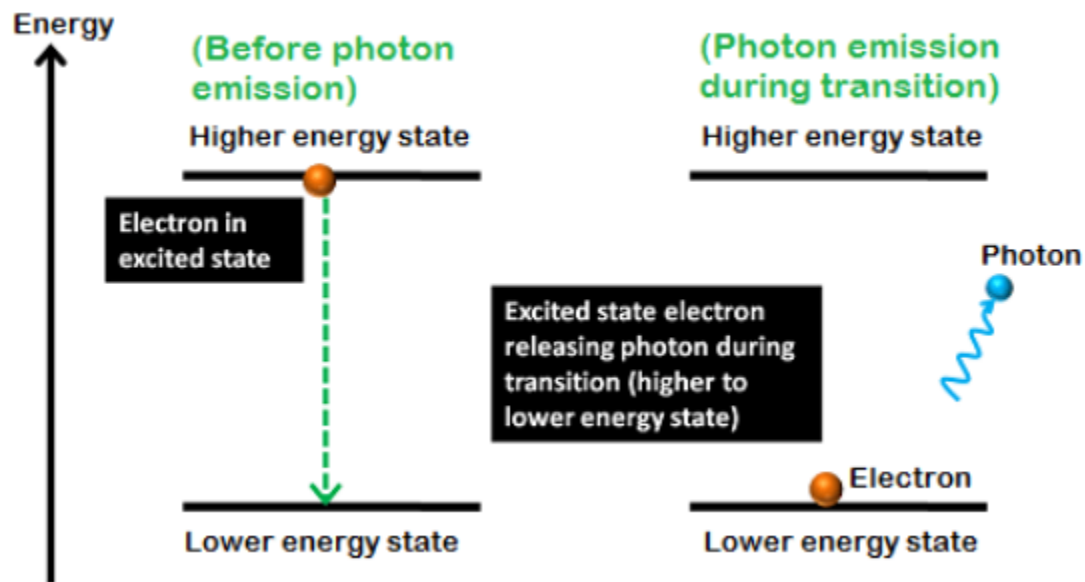 Energy
(Before photon
emission)
(Photon emission
during transition)
Higher energy state
Higher energy state
Electron in
excited state
Photon
Excited state electron
releasing photon during
transition (higher to
lower energy state)
Electron
Lower energy state
Lower energy state